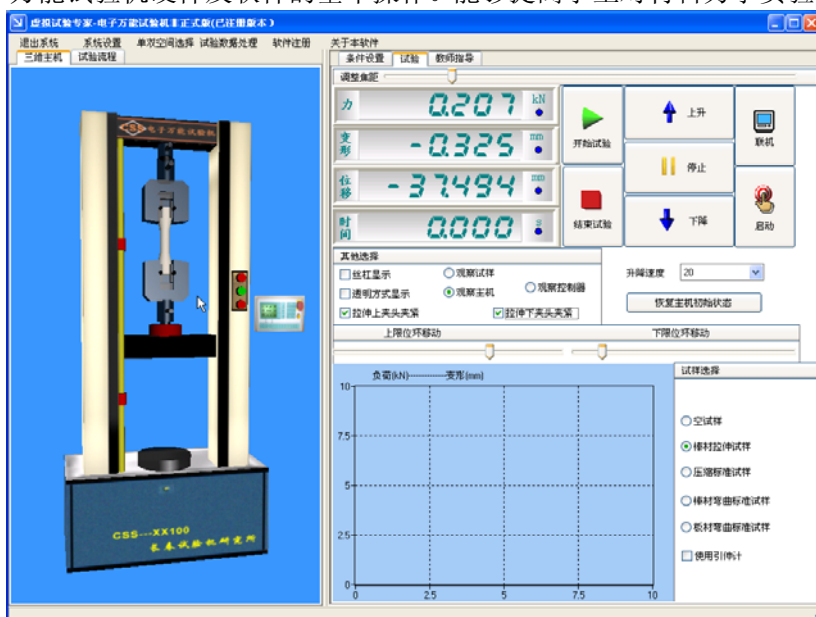 虚拟试验专家-电子万能试验机非正式版(已注册版本)
退出系统 系统设置 单双空间选择 试验数据处理 软件注册 关于本软件
三维主机 试验流程
条件设置 试验 教师指导
调整焦距
力 0.207 kN
变形 -0.325 mm
位移 -37.494 mm
时间 0.000 s
开始试验
结束试验
上升
停止
下降
联机
启动
其他选择
丝杠显示 观察试样
透明方式显示 观察主机 观察控制器
拉伸上夹头夹紧 拉伸下夹头夹紧
升降速度 20
恢复主机初始状态
上限位环移动 下限位环移动
负荷(kN)————变形(mm)
10
7.5
5
2.5
0
0 2.5 5 7.5 10
试样选择
空试样
棒材拉伸试样
压缩标准试样
棒材弯曲标准试样
板材弯曲标准试样
使用引伸计
CSS 电子万能试验机
CSS---XX100
长春试验机研究所